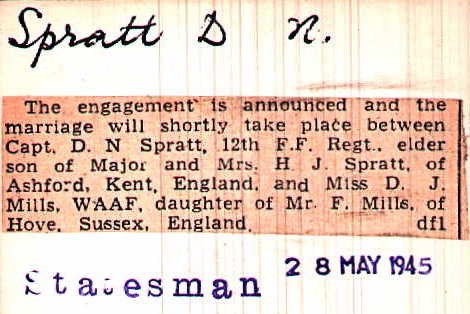 Spratt D N.
The engagement is announced and the
marriage will shortly take place between
Capt. D. N Spratt, 12th F.F. Regt., elder
son of Major and Mrs. H J. Spratt, of
Ashford, Kent, England, and Miss D. J.
Mills, WAAF, daughter of Mr. F. Mills, of
Hove, Sussex, England. df1
Statesman 28 MAY 1945